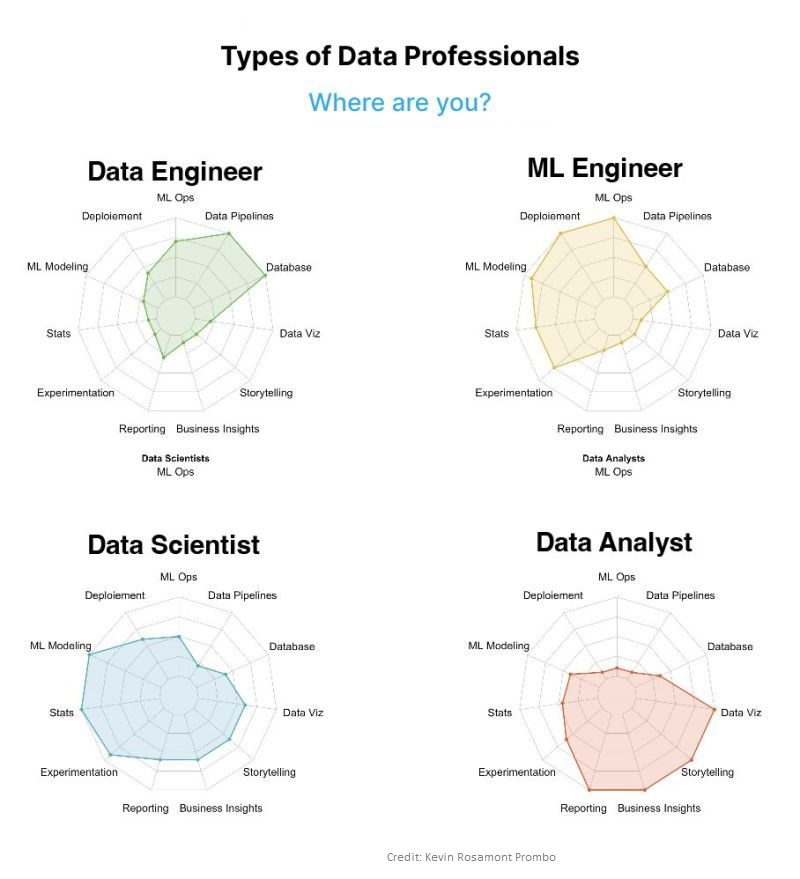 Types of Data Professionals
Where are you?
Data Engineer
ML Ops
Deploiement
Data Pipelines
ML Modeling
Database
Stats
Data Viz
Experimentation
Storytelling
Reporting
Business Insights
Data Scientists
ML Ops
ML Engineer
ML Ops
Deploiement
Data Pipelines
ML Modeling
Database
Stats
Data Viz
Experimentation
Storytelling
Reporting
Business Insights
Data Analysts
ML Ops
Data Scientist
ML Ops
Deploiement
Data Pipelines
ML Modeling
Database
Stats
Data Viz
Experimentation
Storytelling
Reporting
Business Insights
Data Analyst
ML Ops
Deploiement
Data Pipelines
ML Modeling
Database
Stats
Data Viz
Experimentation
Storytelling
Reporting
Business Insights
Credit: Kevin Rosamont Prombo